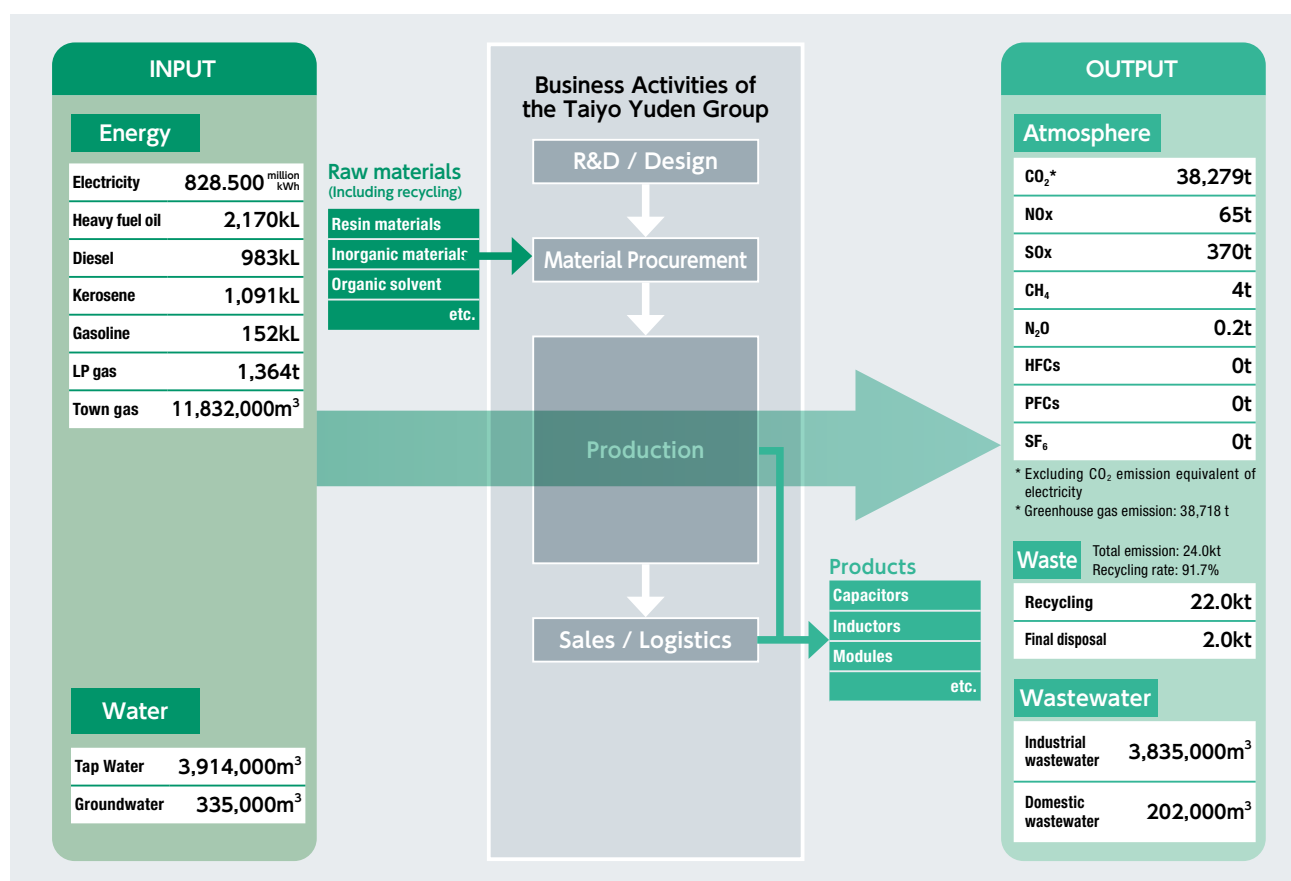 INPUT
Energy
Electricity 828.500 million kWh
Heavy fuel oil 2,170kL
Diesel 983kL
Kerosene 1,091kL
Gasoline 152kL
LP gas 1,364t
Town gas 11,832,000m³
Water
Tap Water 3,914,000m³
Groundwater 335,000m³
Raw materials
(Including recycling)
Resin materials
Inorganic materials
Organic solvent
etc.
Business Activities of
the Taiyo Yuden Group
R&D / Design
Material Procurement
Production
Sales / Logistics
Products
Capacitors
Inductors
Modules
etc.
OUTPUT
Atmosphere
CO₂* 38,279t
NOx 65t
SOx 370t
CH₄ 4t
N₂O 0.2t
HFCs 0t
PFCs 0t
SF₆ 0t
* Excluding CO₂ emission equivalent of
electricity
* Greenhouse gas emission: 38,718 t
Waste
Total emission: 24.0kt
Recycling rate: 91.7%
Recycling 22.0kt
Final disposal 2.0kt
Wastewater
Industrial
wastewater 3,835,000m³
Domestic
wastewater 202,000m³